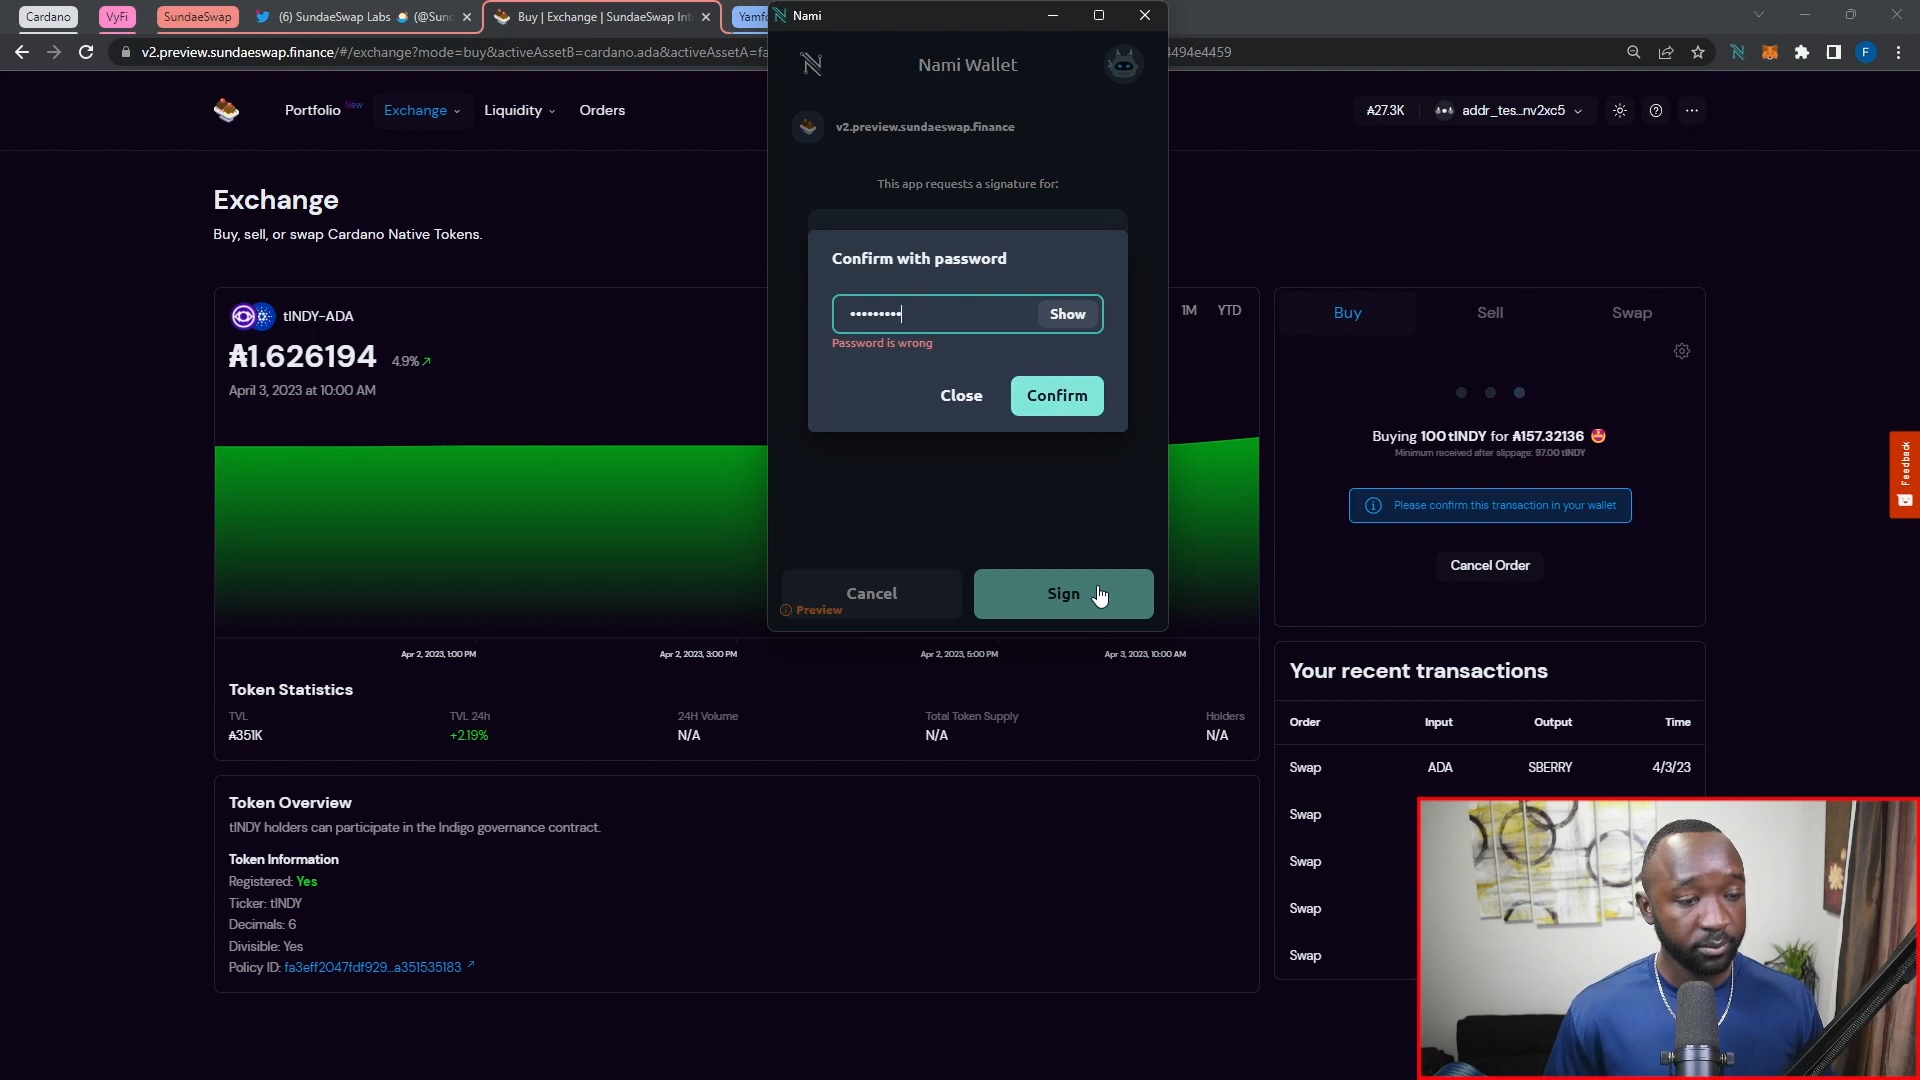 Cardano
VyFi
SundaeSwap
(6) SundaeSwap Labs 🍨 (@Sun
Buy | Exchange | SundaeSwap Int
Yamfo
Nami
v2.preview.sundaeswap.finance/#/exchange?mode=buy&activeAssetB=cardano.ada&activeAssetA=fa
4494e4459
Nami Wallet
Portfolio New
Exchange
Liquidity
Orders
₳27.3K
addr_tes...nv2xc5
v2.preview.sundaeswap.finance
This app requests a signature for:
Exchange
Buy, sell, or swap Cardano Native Tokens.
Confirm with password
•••••••••
Show
Password is wrong
Close
Confirm
Cancel
Sign
Preview
tINDY-ADA
₳1.626194 4.9%
April 3, 2023 at 10:00 AM
1M YTD
Apr 2, 2023, 1:00 PM
Apr 2, 2023, 3:00 PM
Apr 2, 2023, 5:00 PM
Apr 3, 2023, 10:00 AM
Buy
Sell
Swap
Buying 100 tINDY for ₳157.32136 🤩
Minimum received after slippage: 97.00 tINDY
Please confirm this transaction in your wallet
Cancel Order
Feedback
Token Statistics
TVL
TVL 24h
24H Volume
Total Token Supply
Holders
₳351K
+2.19%
N/A
N/A
N/A
Token Overview
tINDY holders can participate in the Indigo governance contract.
Token Information
Registered: Yes
Ticker: tINDY
Decimals: 6
Divisible: Yes
Policy ID: fa3eff2047fdf929...a351535183
Your recent transactions
Order Input Output Time
Swap ADA SBERRY 4/3/23
Swap
Swap
Swap
Swap